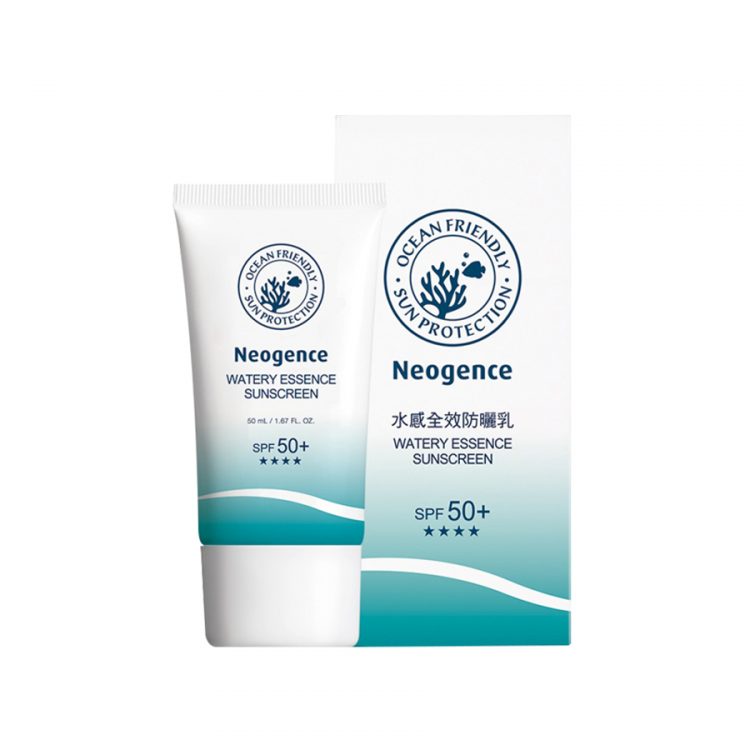 OCEAN FRIENDLY
SUN PROTECTION
Neogence
WATERY ESSENCE
SUNSCREEN
50 mL / 1.67 FL. OZ.
SPF 50+
★★★★
OCEAN FRIENDLY
SUN PROTECTION
Neogence
水感全效防曬乳
WATERY ESSENCE
SUNSCREEN
SPF 50+
★★★★